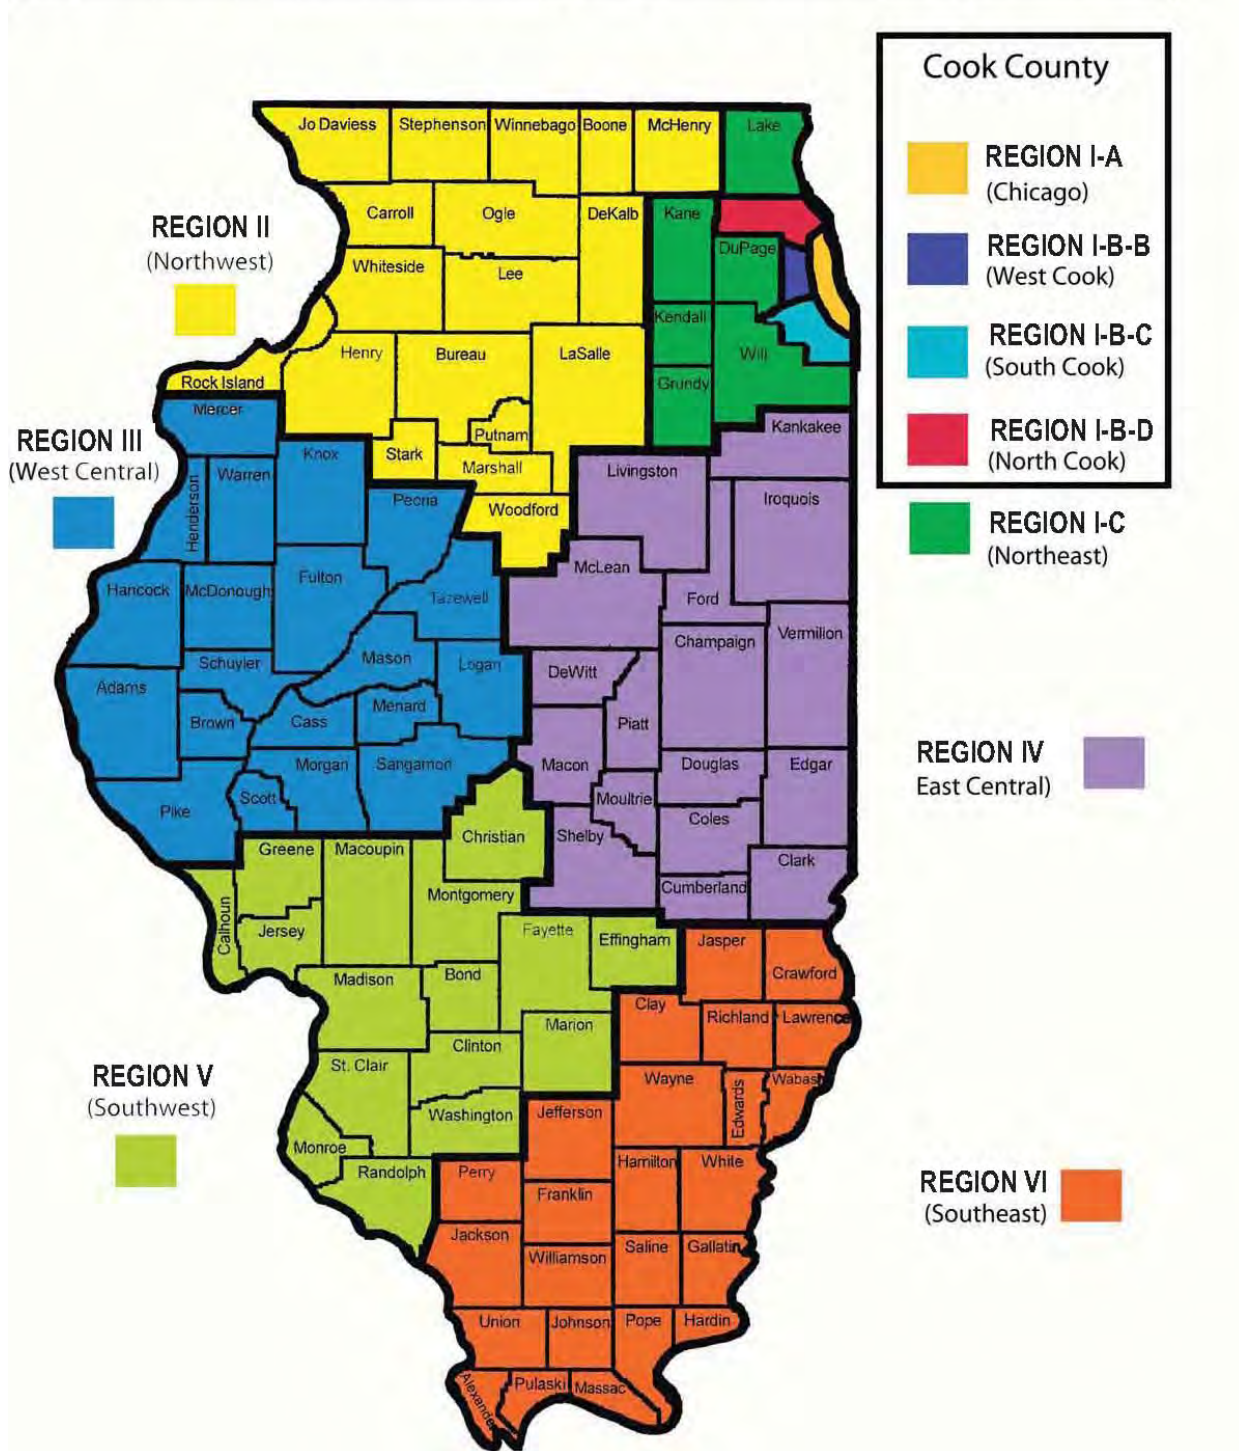 Cook County
REGION I-A
(Chicago)
REGION I-B-B
(West Cook)
REGION I-B-C
(South Cook)
REGION I-B-D
(North Cook)
REGION I-C
(Northeast)
REGION II
(Northwest)
REGION III
(West Central)
REGION IV
East Central)
REGION V
(Southwest)
REGION VI
(Southeast)
Jo Daviess
Stephenson
Winnebago
Boone
McHenry
Lake
Carroll
Ogle
DeKalb
Kane
DuPage
Whiteside
Lee
Kendall
Henry
Bureau
LaSalle
Will
Rock Island
Grundy
Mercer
Putnam
Kankakee
Knox
Stark
Marshall
Livingston
Warren
Henderson
Peoria
Woodford
Iroquois
McLean
Hancock
McDonough
Fulton
Tazewell
Ford
Champaign
Vermilion
Schuyler
Mason
Logan
DeWitt
Adams
Brown
Cass
Menard
Piatt
Morgan
Sangamon
Macon
Douglas
Edgar
Pike
Scott
Moultrie
Coles
Christian
Shelby
Greene
Macoupin
Clark
Montgomery
Cumberland
Calhoun
Jersey
Fayette
Effingham
Jasper
Madison
Bond
Crawford
Clay
Richland
Lawrence
Marion
Clinton
St. Clair
Wayne
Edwards
Wabash
Washington
Jefferson
Monroe
Randolph
Perry
Hamilton
White
Franklin
Jackson
Williamson
Saline
Gallatin
Union
Johnson
Pope
Hardin
Alexander
Pulaski
Massac